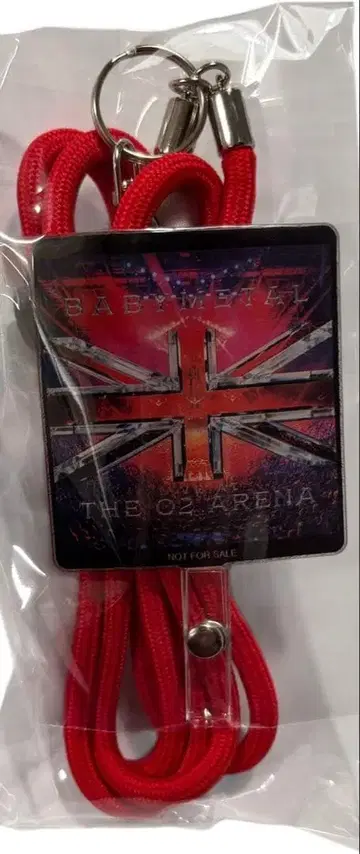 BABYMETAL
THE O2 ARENA
NOT FOR SALE